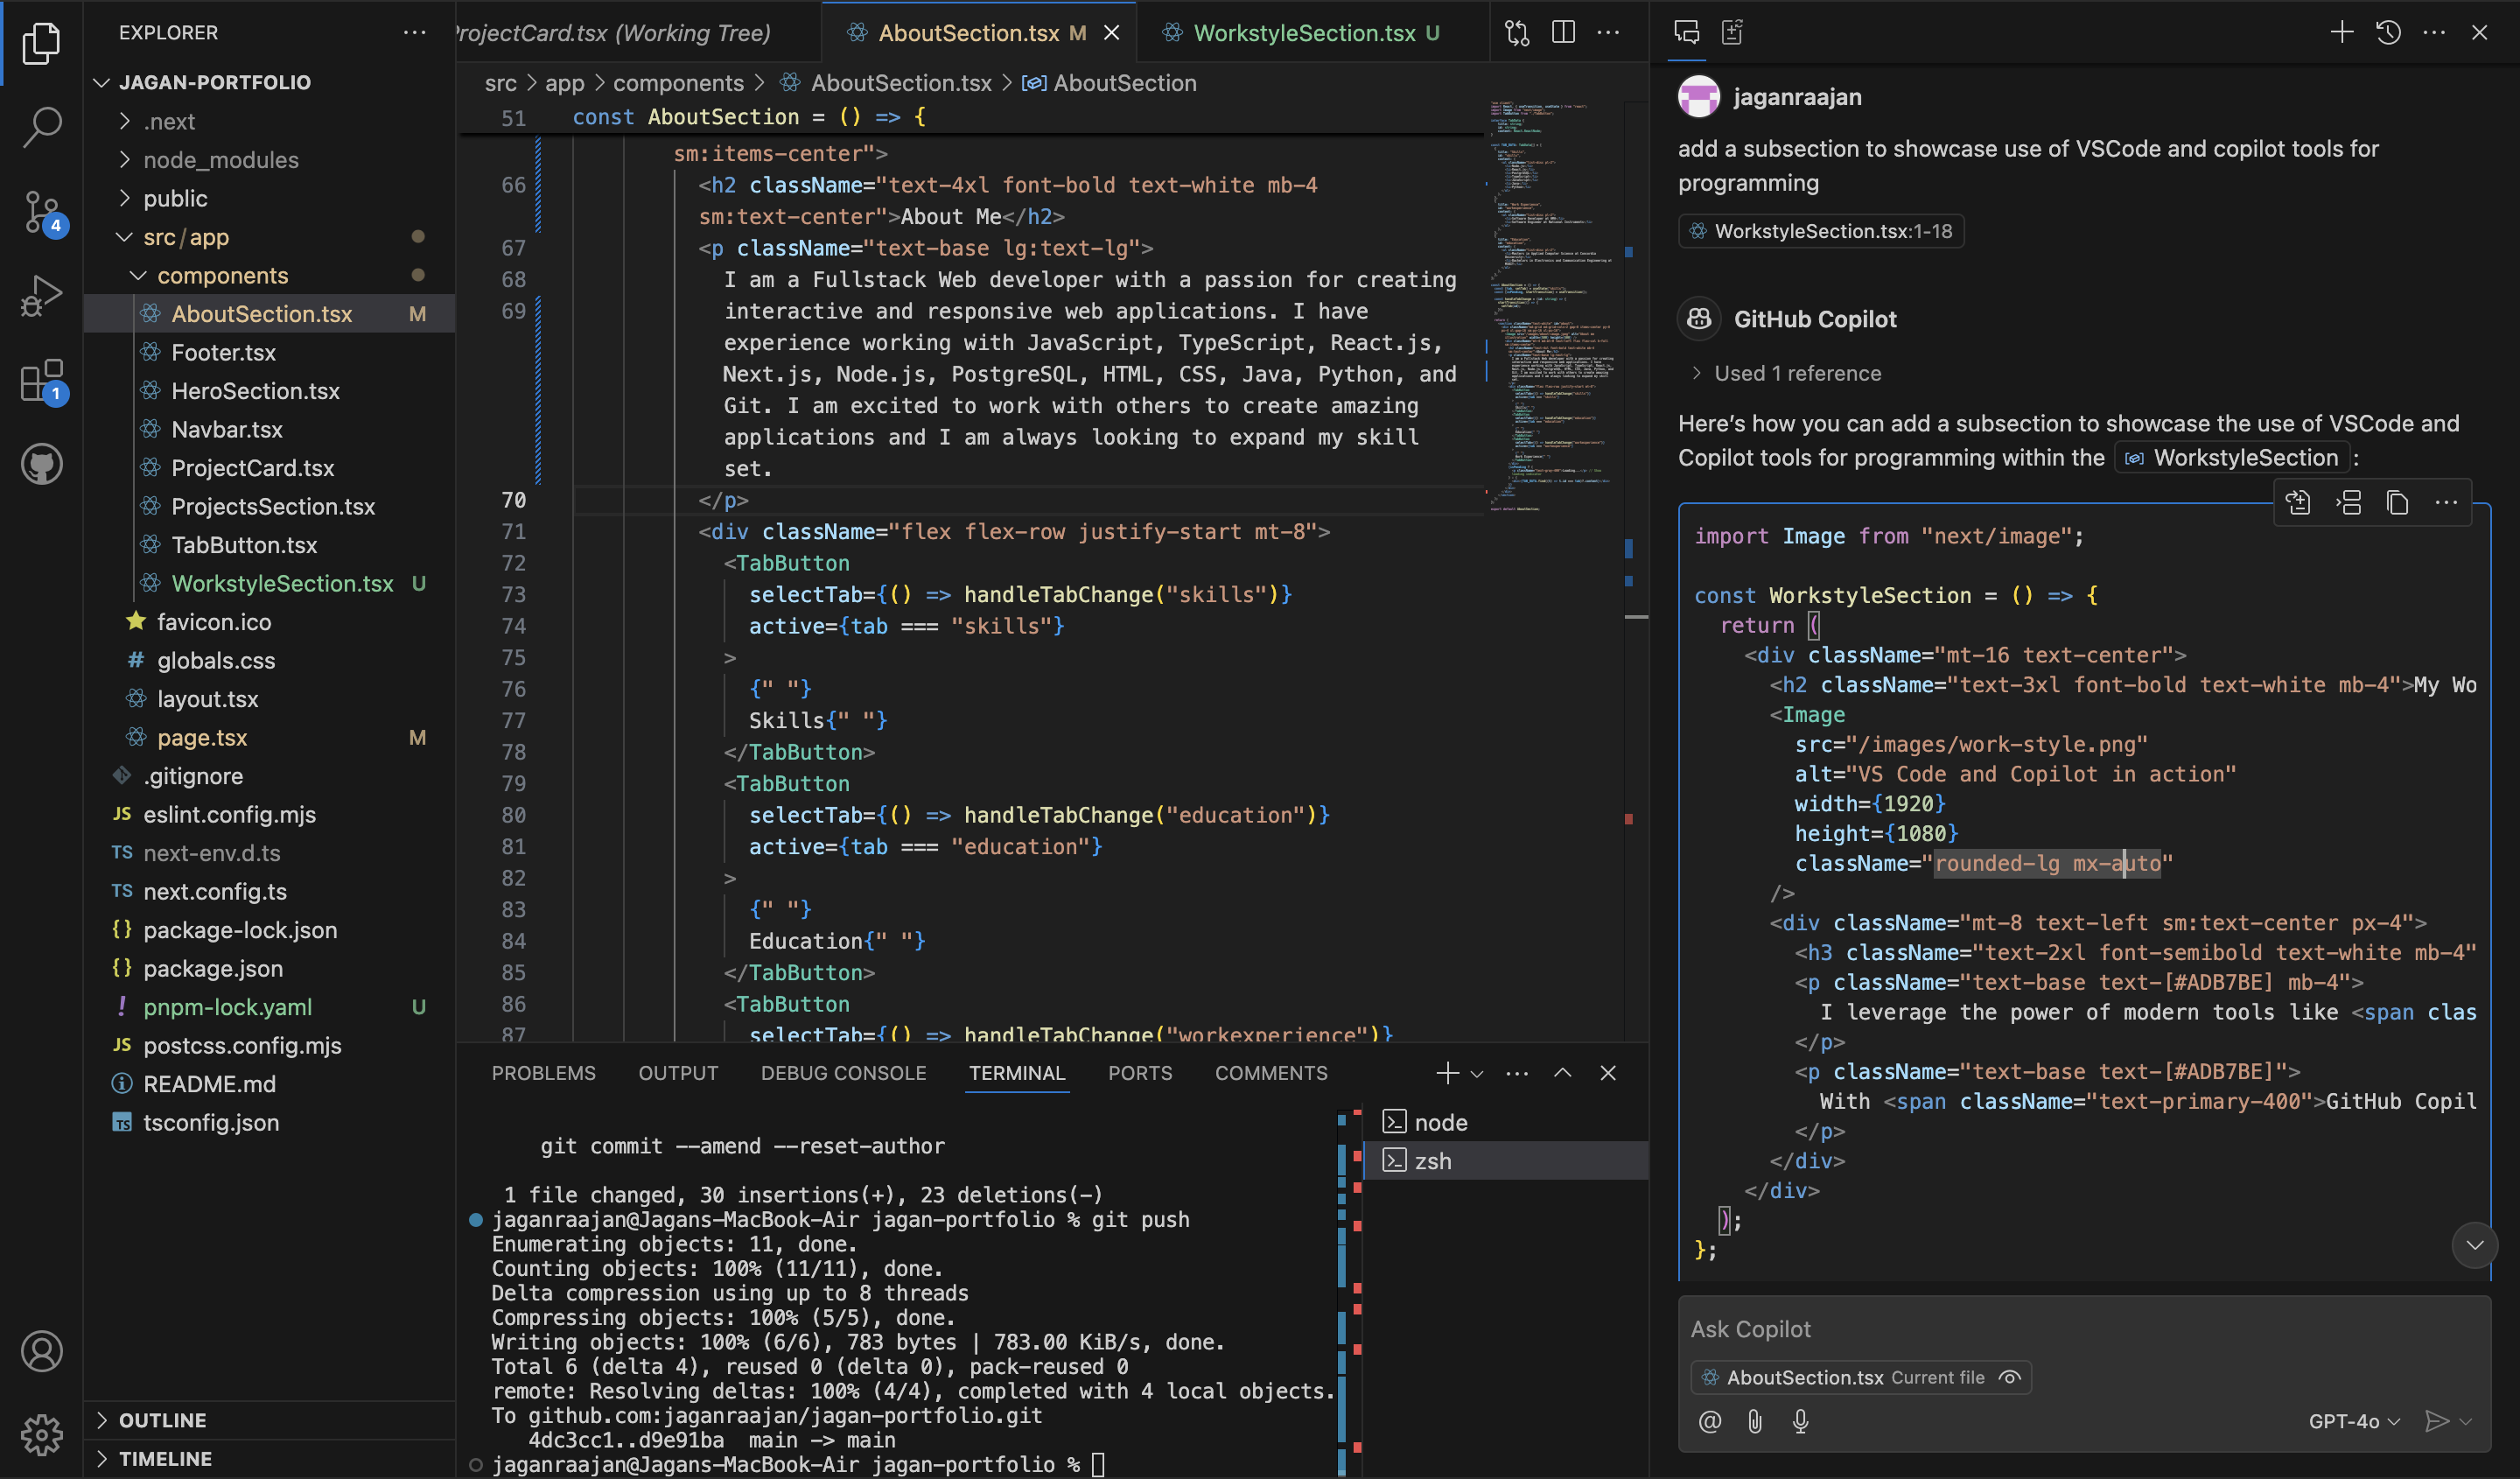 EXPLORER
JAGAN-PORTFOLIO
.next
node_modules
public
src/app
components
AboutSection.tsx M
Footer.tsx
HeroSection.tsx
Navbar.tsx
ProjectCard.tsx
ProjectsSection.tsx
TabButton.tsx
WorkstyleSection.tsx U
favicon.ico
# globals.css
layout.tsx
page.tsx M
.gitignore
JS eslint.config.mjs
TS next-env.d.ts
TS next.config.ts
{} package-lock.json
{} package.json
! pnpm-lock.yaml U
JS postcss.config.mjs
README.md
TS tsconfig.json
OUTLINE
TIMELINE
4
1
ProjectCard.tsx (Working Tree)
AboutSection.tsx M
WorkstyleSection.tsx U
src > app > components > AboutSection.tsx > AboutSection
51 const AboutSection = () => {
sm:items-center">
66 <h2 className="text-4xl font-bold text-white mb-4
sm:text-center">About Me</h2>
67 <p className="text-base lg:text-lg">
68 I am a Fullstack Web developer with a passion for creating
69 interactive and responsive web applications. I have
experience working with JavaScript, TypeScript, React.js,
Next.js, Node.js, PostgreSQL, HTML, CSS, Java, Python, and
Git. I am excited to work with others to create amazing
applications and I am always looking to expand my skill
set.
70 </p>
71 <div className="flex flex-row justify-start mt-8">
72 <TabButton
73 selectTab={() => handleTabChange("skills")}
74 active={tab === "skills"}
75 >
76 {" "}
77 Skills{" "}
78 </TabButton>
79 <TabButton
80 selectTab={() => handleTabChange("education")}
81 active={tab === "education"}
82 >
83 {" "}
84 Education{" "}
85 </TabButton>
86 <TabButton
87 selectTab={() => handleTabChange("workexperience")}
PROBLEMS OUTPUT DEBUG CONSOLE TERMINAL PORTS COMMENTS
git commit --amend --reset-author
1 file changed, 30 insertions(+), 23 deletions(-)
jaganraajan@Jagans-MacBook-Air jagan-portfolio % git push
Enumerating objects: 11, done.
Counting objects: 100% (11/11), done.
Delta compression using up to 8 threads
Compressing objects: 100% (5/5), done.
Writing objects: 100% (6/6), 783 bytes | 783.00 KiB/s, done.
Total 6 (delta 4), reused 0 (delta 0), pack-reused 0
remote: Resolving deltas: 100% (4/4), completed with 4 local objects.
To github.com:jaganraajan/jagan-portfolio.git
4dc3cc1..d9e91ba main -> main
jaganraajan@Jagans-MacBook-Air jagan-portfolio %
node
zsh
jaganraajan
add a subsection to showcase use of VSCode and copilot tools for
programming
WorkstyleSection.tsx:1-18
GitHub Copilot
> Used 1 reference
Here’s how you can add a subsection to showcase the use of VSCode and
Copilot tools for programming within the WorkstyleSection :
import Image from "next/image";
const WorkstyleSection = () => {
return (
<div className="mt-16 text-center">
<h2 className="text-3xl font-bold text-white mb-4">My Wo
<Image
src="/images/work-style.png"
alt="VS Code and Copilot in action"
width={1920}
height={1080}
className="rounded-lg mx-auto"
/>
<div className="mt-8 text-left sm:text-center px-4">
<h3 className="text-2xl font-semibold text-white mb-4"
<p className="text-base text-[#ADB7BE] mb-4">
I leverage the power of modern tools like <span clas
</p>
<p className="text-base text-[#ADB7BE]">
With <span className="text-primary-400">GitHub Copil
</p>
</div>
</div>
);
};
Ask Copilot
AboutSection.tsx Current file
GPT-4o